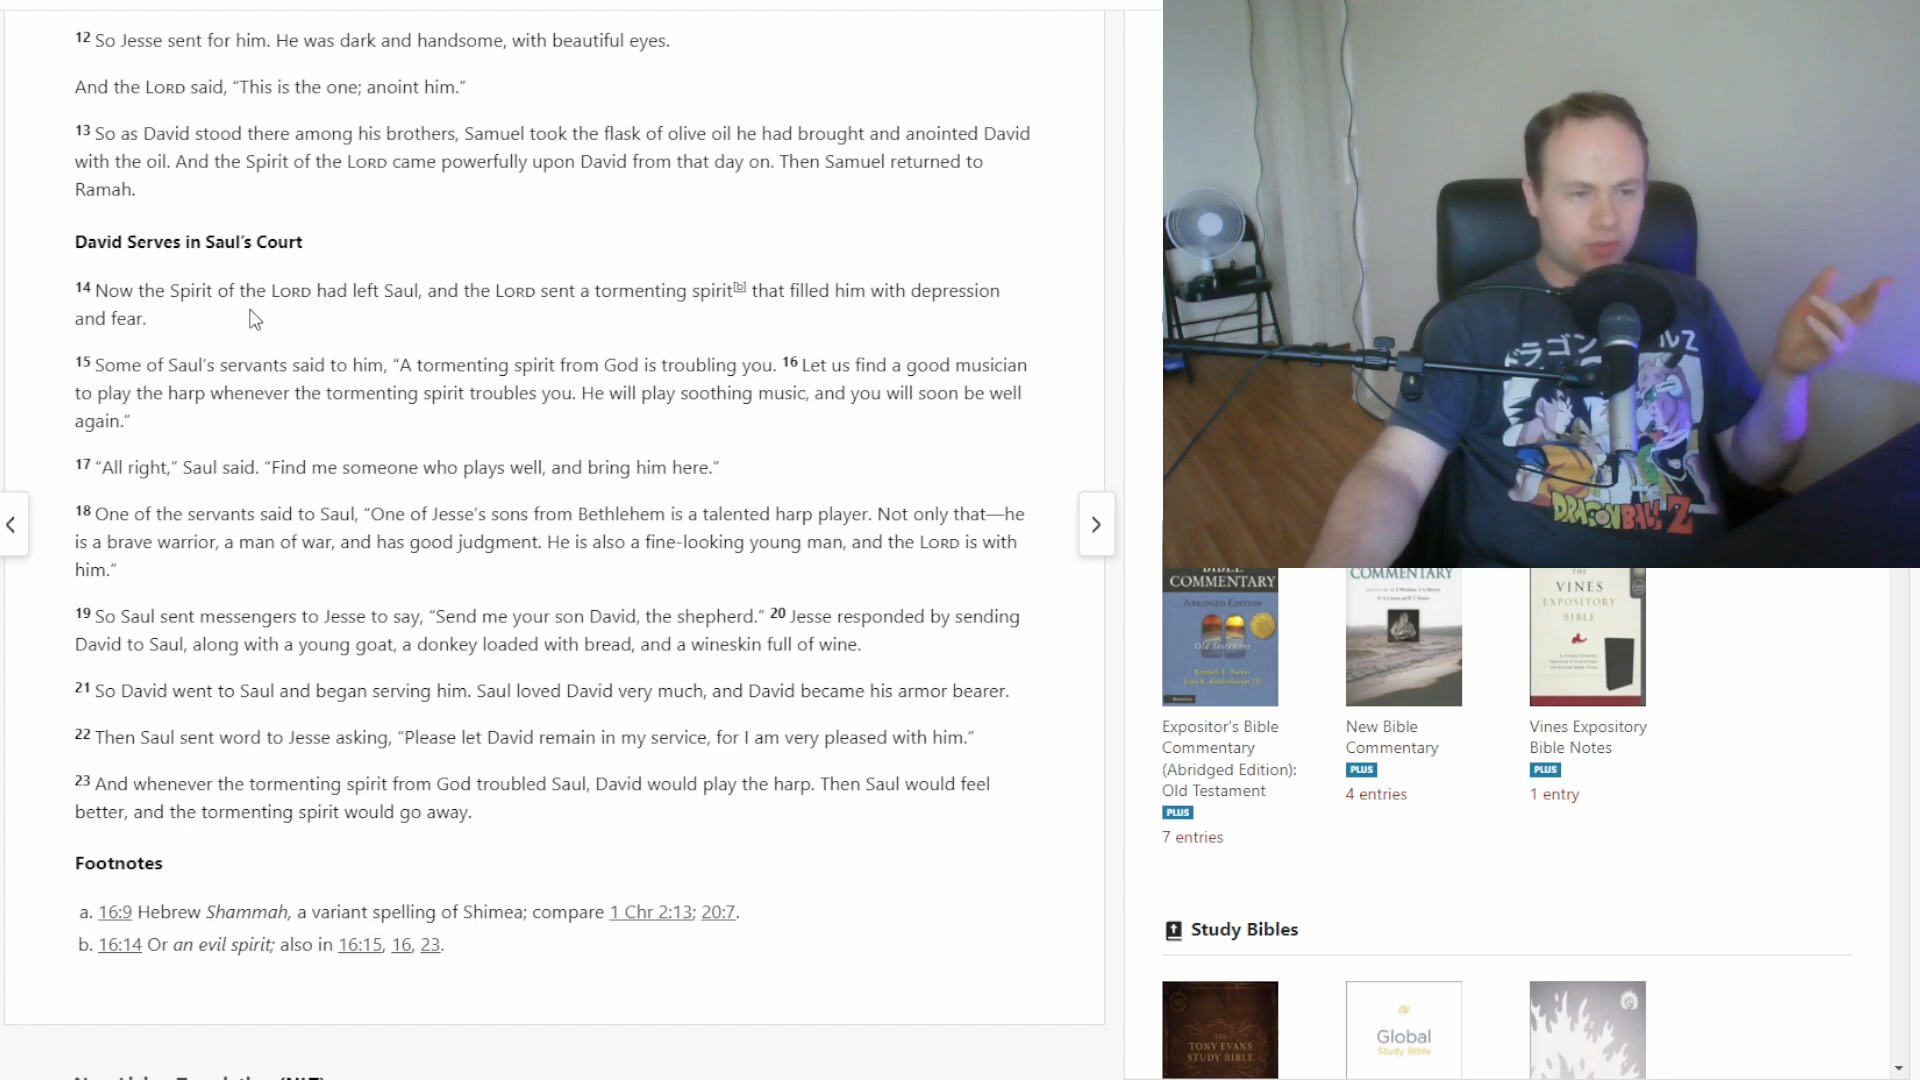 12 So Jesse sent for him. He was dark and handsome, with beautiful eyes.
And the LORD said, “This is the one; anoint him.”
13 So as David stood there among his brothers, Samuel took the flask of olive oil he had brought and anointed David
with the oil. And the Spirit of the LORD came powerfully upon David from that day on. Then Samuel returned to
Ramah.
David Serves in Saul’s Court
14 Now the Spirit of the LORD had left Saul, and the LORD sent a tormenting spirit[b] that filled him with depression
and fear.
15 Some of Saul’s servants said to him, “A tormenting spirit from God is troubling you. 16 Let us find a good musician
to play the harp whenever the tormenting spirit troubles you. He will play soothing music, and you will soon be well
again.”
17 “All right,” Saul said. “Find me someone who plays well, and bring him here.”
18 One of the servants said to Saul, “One of Jesse’s sons from Bethlehem is a talented harp player. Not only that—he
is a brave warrior, a man of war, and has good judgment. He is also a fine-looking young man, and the LORD is with
him.”
19 So Saul sent messengers to Jesse to say, “Send me your son David, the shepherd.” 20 Jesse responded by sending
David to Saul, along with a young goat, a donkey loaded with bread, and a wineskin full of wine.
21 So David went to Saul and began serving him. Saul loved David very much, and David became his armor bearer.
22 Then Saul sent word to Jesse asking, “Please let David remain in my service, for I am very pleased with him.”
23 And whenever the tormenting spirit from God troubled Saul, David would play the harp. Then Saul would feel
better, and the tormenting spirit would go away.
Footnotes
a. 16:9 Hebrew Shammah, a variant spelling of Shimea; compare 1 Chr 2:13; 20:7.
b. 16:14 Or an evil spirit; also in 16:15, 16, 23.
ドラゴン ルZ
DRAGON BALL Z
BIBLE
COMMENTARY
ABRIDGED EDITION
Old Testament
COMMENTARY
THE
VINES
EXPOSITORY
BIBLE
Expositor's Bible
Commentary
(Abridged Edition):
Old Testament
PLUS
7 entries
New Bible
Commentary
PLUS
4 entries
Vines Expository
Bible Notes
PLUS
1 entry
Study Bibles
THE
TONY EVANS
STUDY BIBLE
Global
Study Bible